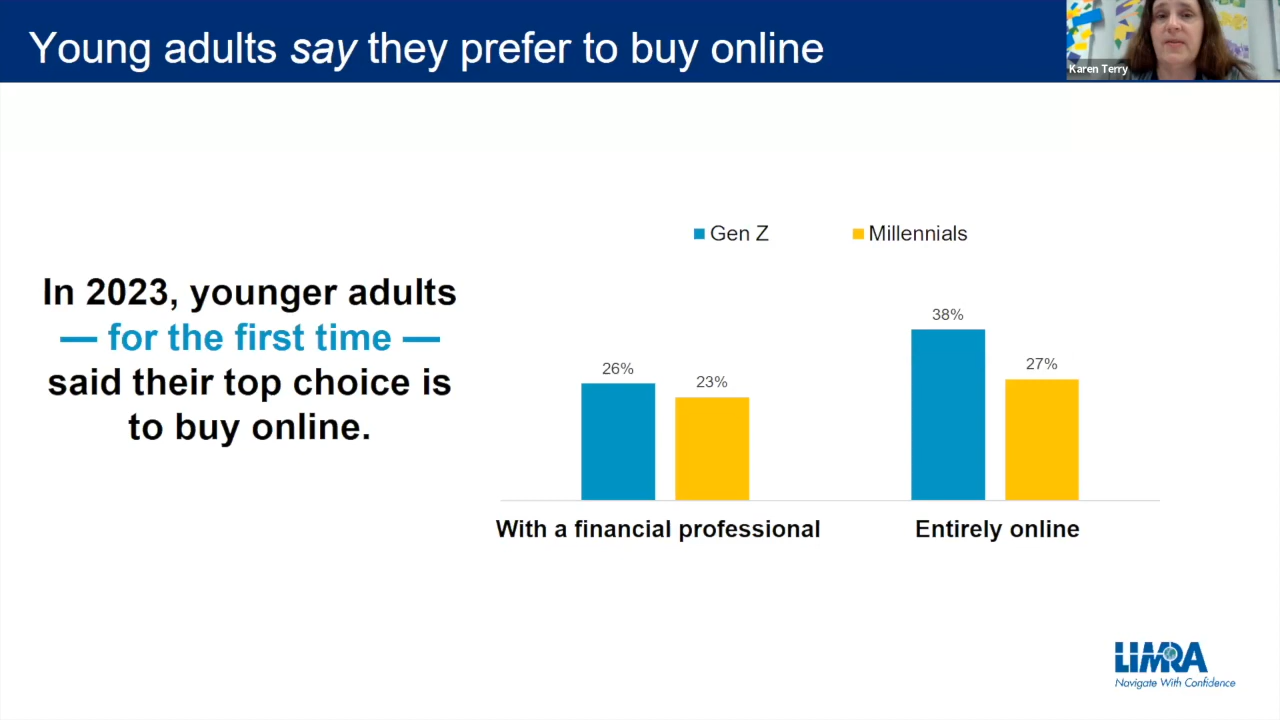 Young adults say they prefer to buy online
Karen Terry
Gen Z
Millennials
In 2023, younger adults
— for the first time —
said their top choice is
to buy online.
26%
23%
38%
27%
With a financial professional
Entirely online
LIMRA
Navigate With Confidence